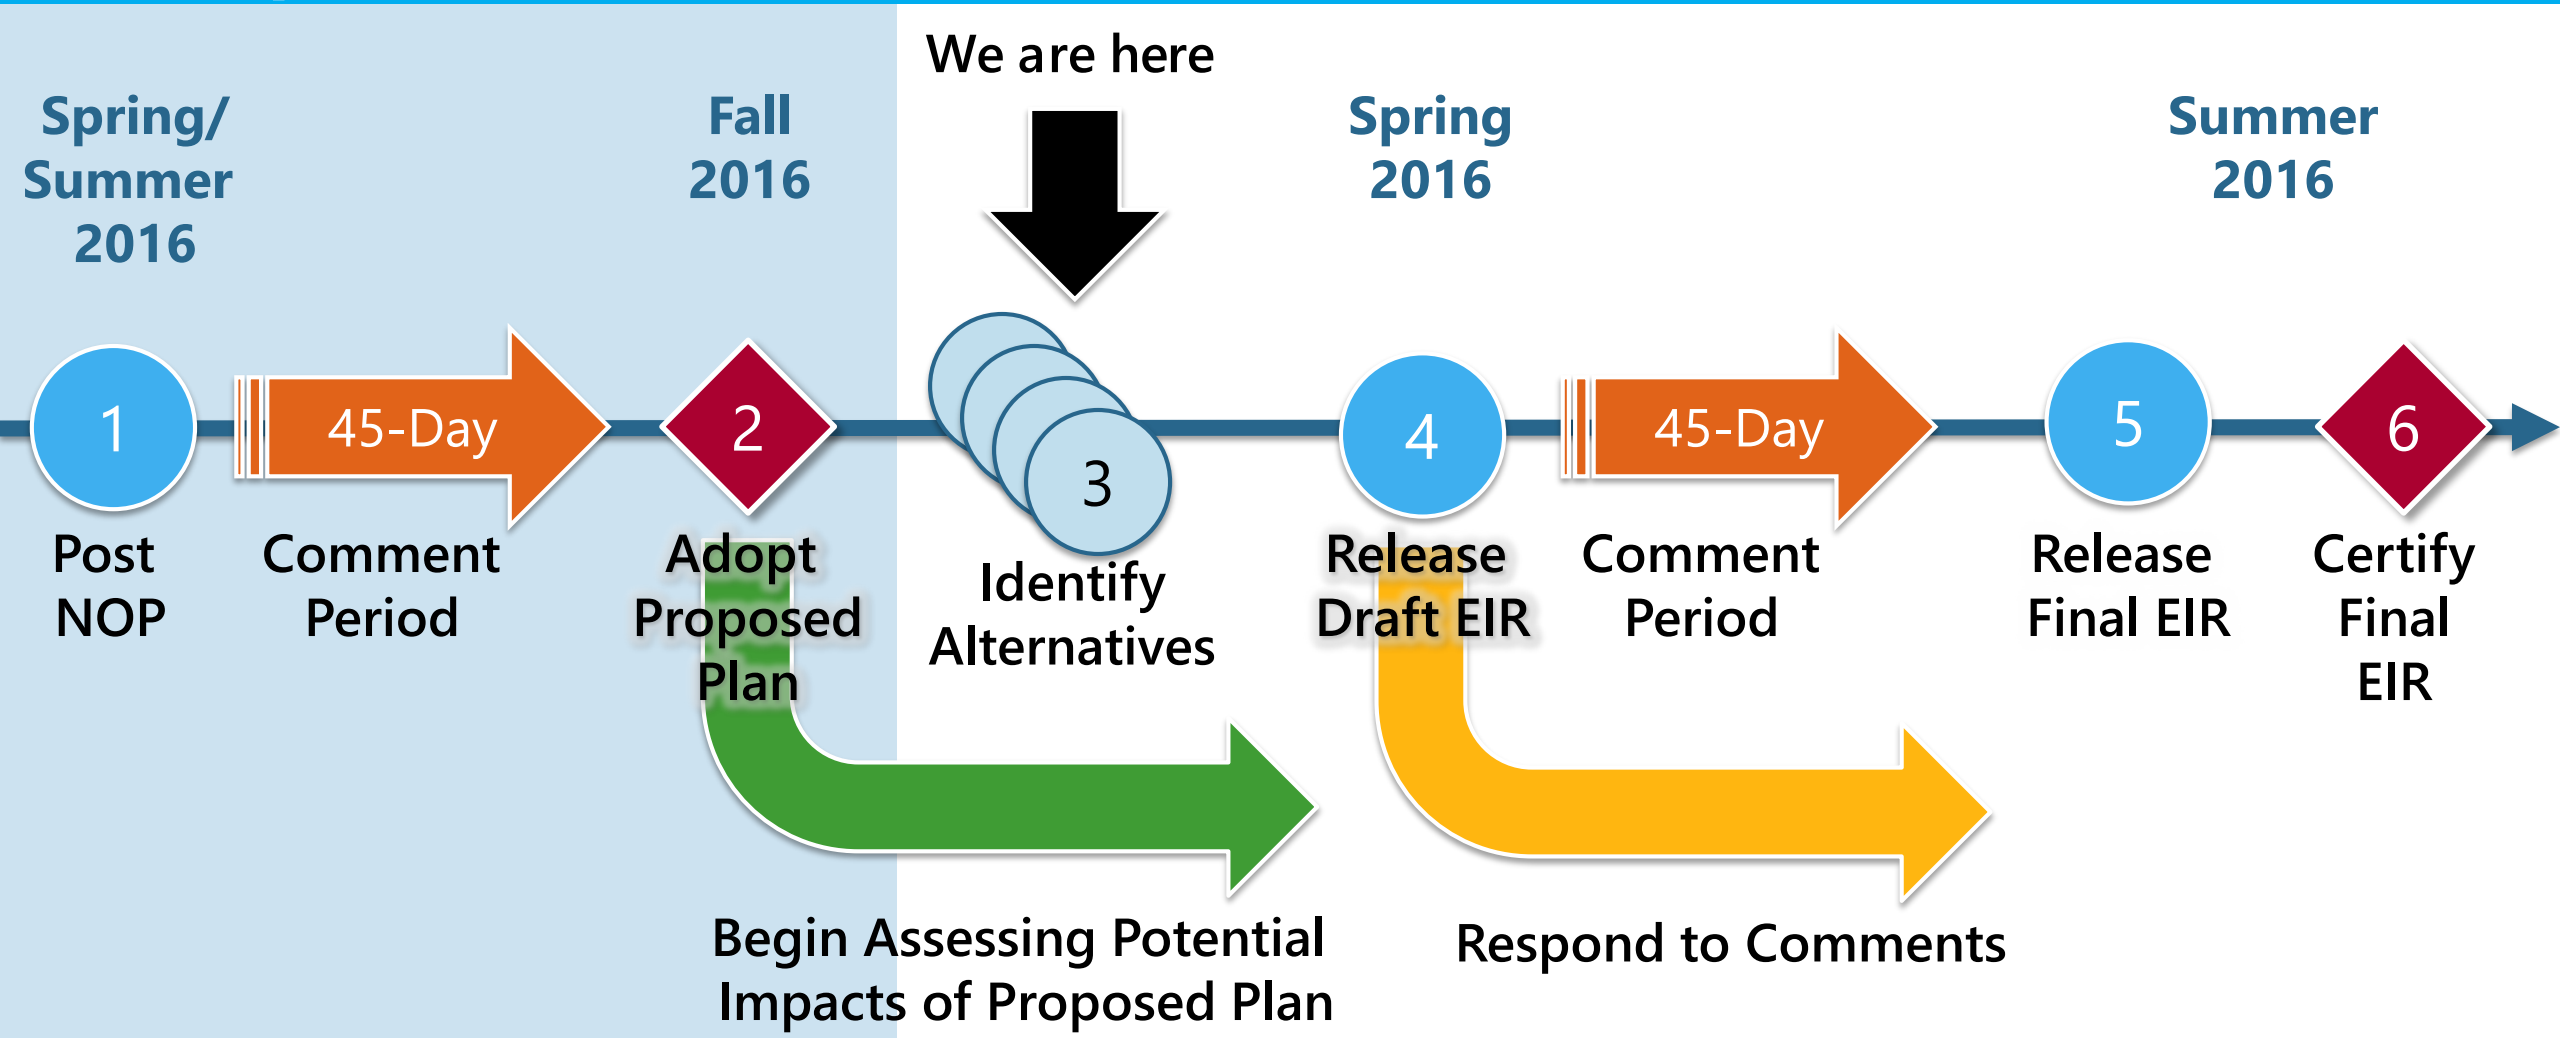 We are here
Spring/
Summer
2016
Fall
2016
Spring
2016
Summer
2016
1
45-Day
2
3
4
45-Day
5
6
Post
NOP
Comment
Period
Adopt
Proposed
Plan
Identify
Alternatives
Release
Draft EIR
Comment
Period
Release
Final EIR
Certify
Final
EIR
Begin Assessing Potential
Impacts of Proposed Plan
Respond to Comments